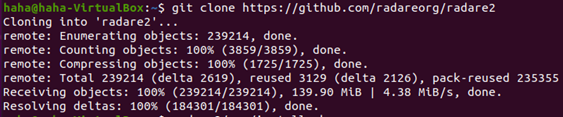 haha@haha-VirtualBox:~$ git clone https://github.com/radareorg/radare2
Cloning into 'radare2'...
remote: Enumerating objects: 239214, done.
remote: Counting objects: 100% (3859/3859), done.
remote: Compressing objects: 100% (1725/1725), done.
remote: Total 239214 (delta 2619), reused 3129 (delta 2126), pack-reused 235355
Receiving objects: 100% (239214/239214), 139.90 MiB | 4.38 MiB/s, done.
Resolving deltas: 100% (184301/184301), done.